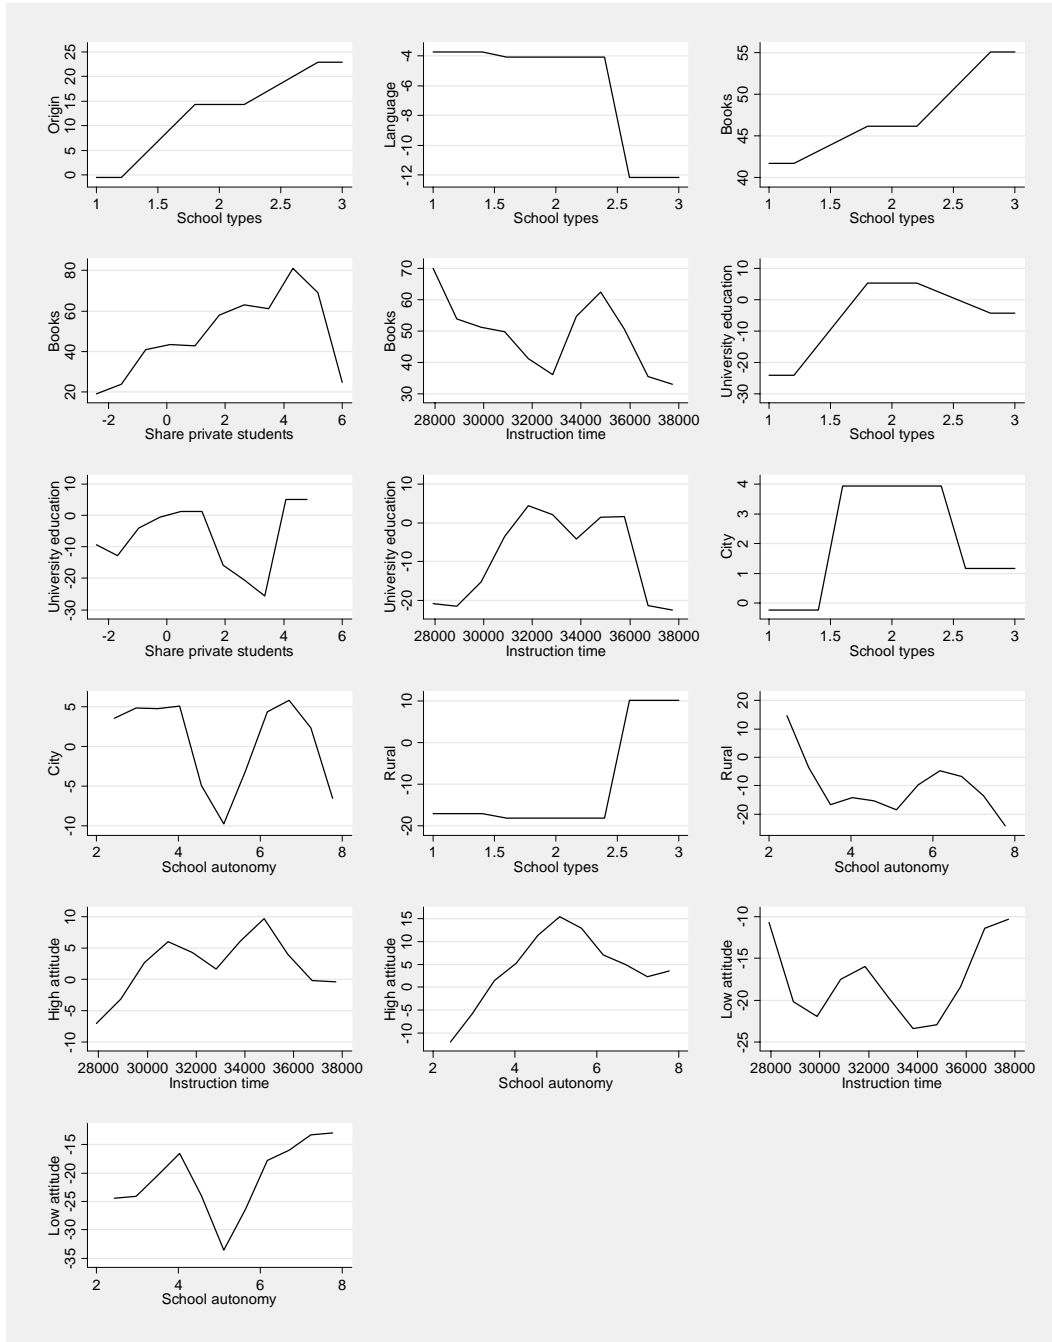 Origin
0 5 10 15 20 25
1 1.5 2 2.5 3
School types
Language
-12 -10 -8 -6 -4
1 1.5 2 2.5 3
School types
Books
40 45 50 55
1 1.5 2 2.5 3
School types
Books
20 40 60 80
-2 0 2 4 6
Share private students
Books
30 40 50 60 70
28000 30000 32000 34000 36000 38000
Instruction time
University education
-30 -20 -10 0 10
1 1.5 2 2.5 3
School types
University education
-30 -20 -10 0 10
-2 0 2 4 6
Share private students
University education
-20 -10 0 10
28000 30000 32000 34000 36000 38000
Instruction time
City
0 1 2 3 4
1 1.5 2 2.5 3
School types
City
-10 -5 0 5
2 4 6 8
School autonomy
Rural
-20 -10 0 10
1 1.5 2 2.5 3
School types
Rural
-20 -10 0 10 20
2 4 6 8
School autonomy
High attitude
-10 -5 0 5 10
28000 30000 32000 34000 36000 38000
Instruction time
High attitude
-10 -5 0 5 10 15
2 4 6 8
School autonomy
Low attitude
-25 -20 -15 -10
28000 30000 32000 34000 36000 38000
Instruction time
Low attitude
-35 -30 -25 -20 -15
2 4 6 8
School autonomy